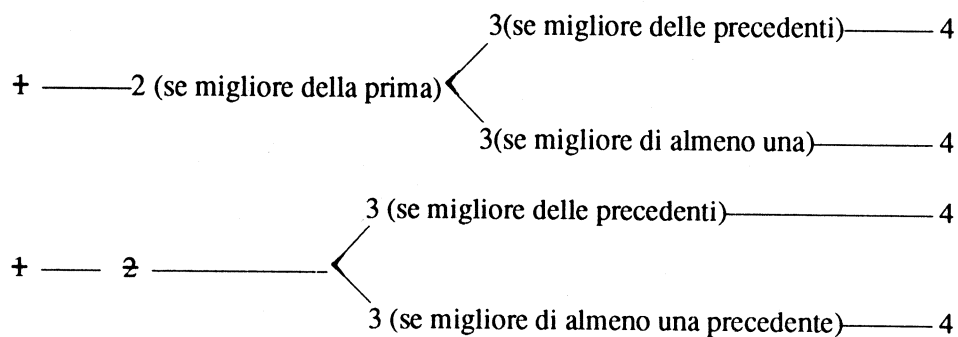 3(se migliore delle precedenti) 4
1 2 (se migliore della prima)
3(se migliore di almeno una) 4
3 (se migliore delle precedenti) 4
1 2
3 (se migliore di almeno una precedente) 4